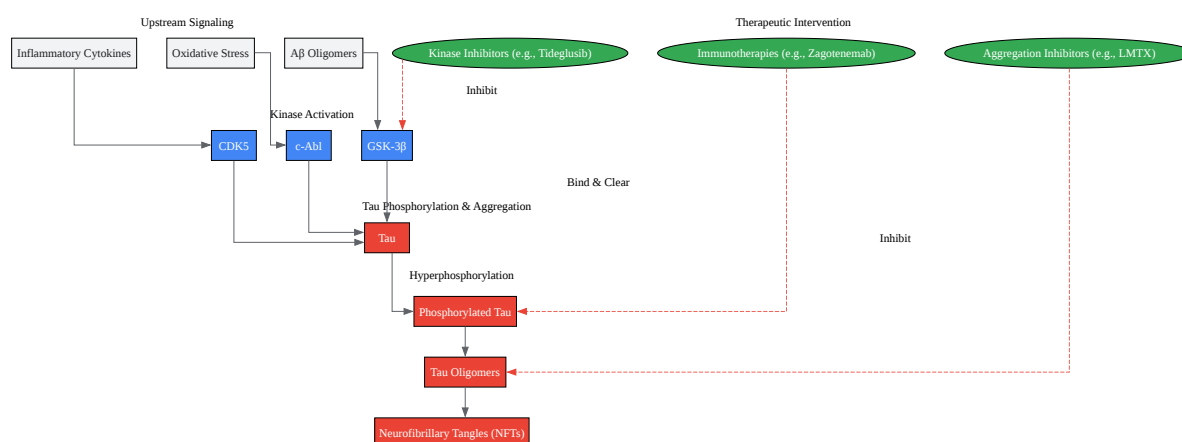 Upstream Signaling
Therapeutic Intervention
Inflammatory Cytokines
Oxidative Stress
Aβ Oligomers
Kinase Inhibitors (e.g., Tideglusib)
Immunotherapies (e.g., Zagotenemab)
Aggregation Inhibitors (e.g., LMTX)
Inhibit
Kinase Activation
CDK5
c-Abl
GSK-3β
Bind & Clear
Tau Phosphorylation & Aggregation
Tau
Inhibit
Hyperphosphorylation
Phosphorylated Tau
Tau Oligomers
Neurofibrillary Tangles (NFTs)